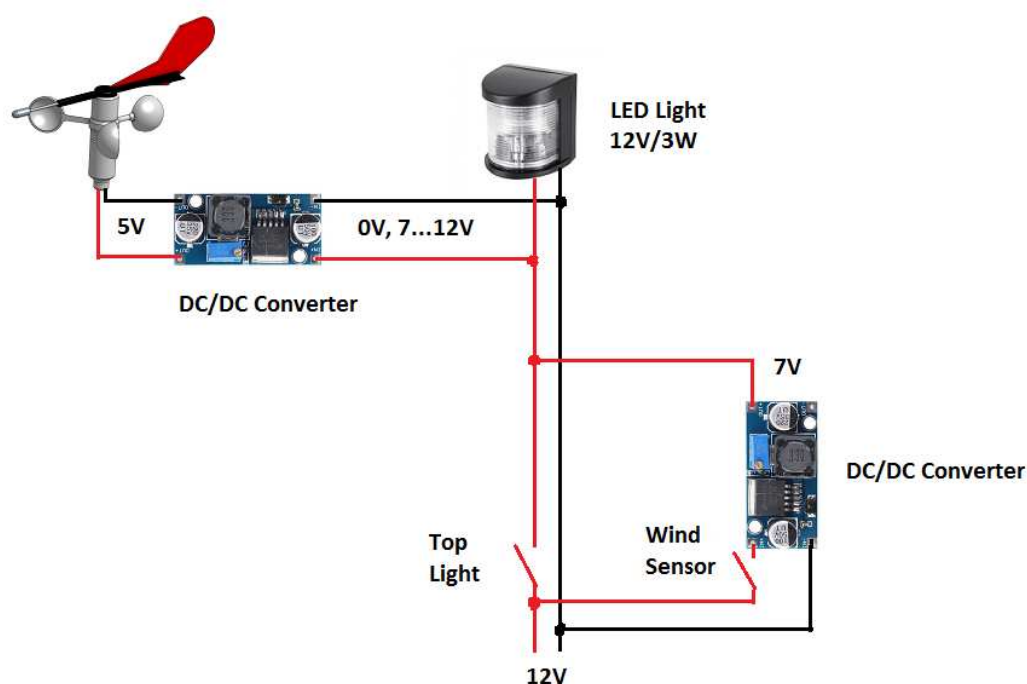 LED Light
12V/3W
5V
0V, 7...12V
DC/DC Converter
7V
DC/DC Converter
Top
Light
Wind
Sensor
12V